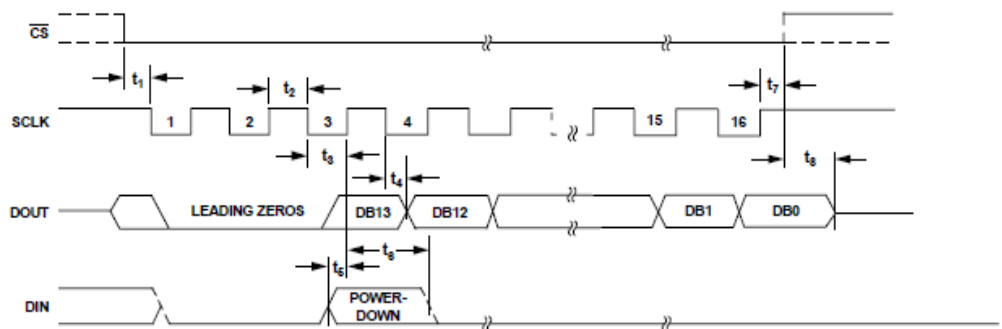 CS
t1 t2 t7
SCLK 1 2 3 4 15 16
t3 t4 t8
DOUT LEADING ZEROS DB13 DB12 DB1 DB0
t5 t6
DIN POWER-
DOWN